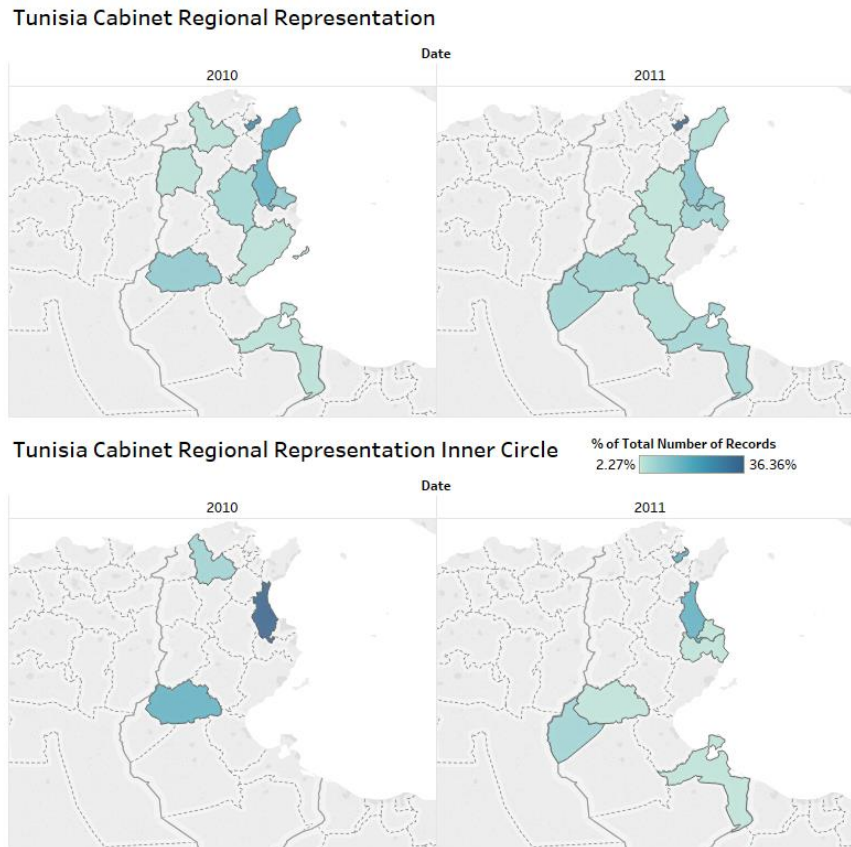 Tunisia Cabinet Regional Representation
Date
2010
2011
Tunisia Cabinet Regional Representation Inner Circle
% of Total Number of Records
2.27%
36.36%
Date
2010
2011